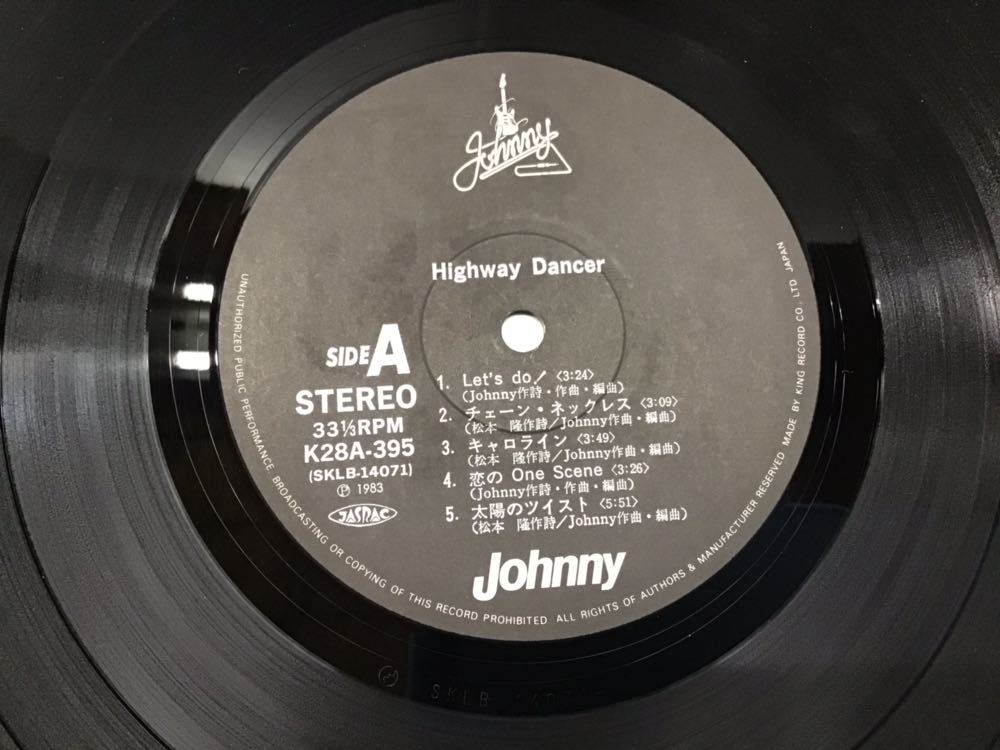 Johnny
Highway Dancer
SIDE A
STEREO
33⅓RPM
K28A-395
(SKLB-14071)
Ⓟ 1983
JASRAC
1. Let's do! 〈3:24〉
(Johnny作詩・作曲・編曲)
2. チェーン・ネックレス 〈3:09〉
(松本 隆作詩/Johnny作曲・編曲)
3. キャロライン 〈3:49〉
(松本 隆作詩/Johnny作曲・編曲)
4. 恋の One Scene 〈3:26〉
(Johnny作詩・作曲・編曲)
5. 太陽のツイスト 〈5:51〉
(松本 隆作詩/Johnny作曲・編曲)
Johnny
UNAUTHORIZED PUBLIC PERFORMANCE, BROADCASTING OR COPYING OF THIS RECORD PROHIBITED ALL RIGHTS OF AUTHORS & MANUFACTURER RESERVED MADE BY KING RECORD CO., LTD JAPAN
SKLB